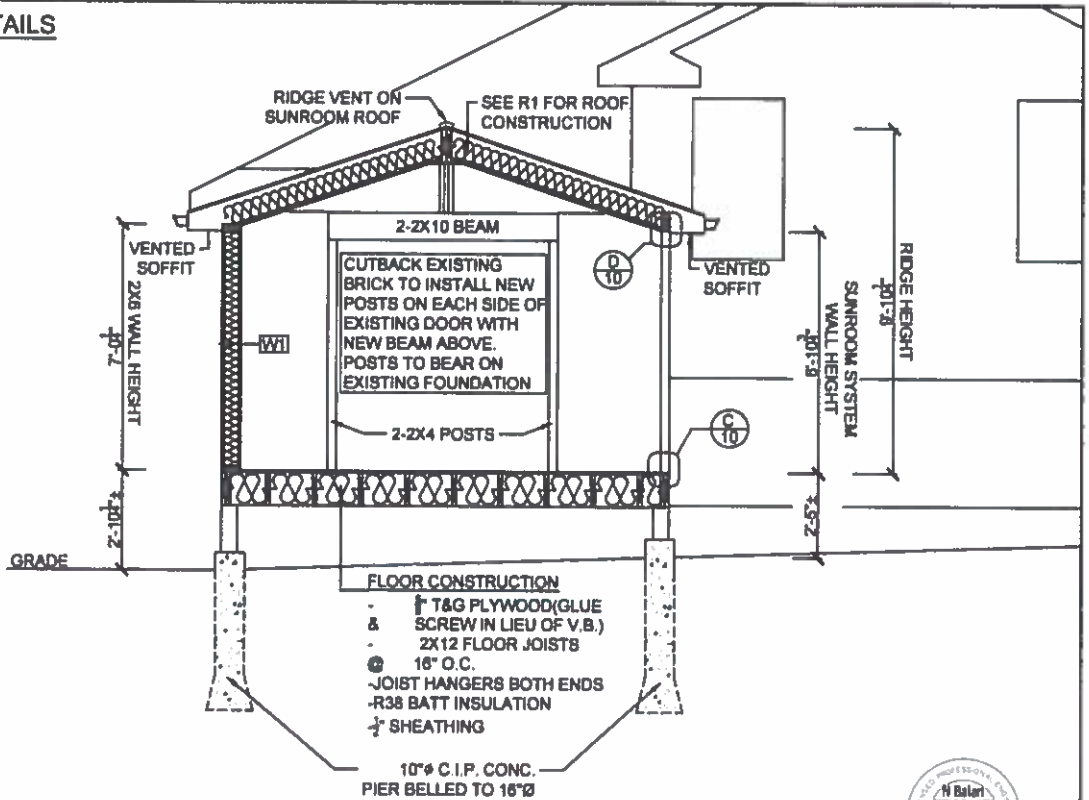 TAILS
RIDGE VENT ON
SUNROOM ROOF
SEE R1 FOR ROOF
CONSTRUCTION
2-2X10 BEAM
VENTED
SOFFIT
VENTED
SOFFIT
D
10
CUTBACK EXISTING
BRICK TO INSTALL NEW
POSTS ON EACH SIDE OF
EXISTING DOOR WITH
NEW BEAM ABOVE.
POSTS TO BEAR ON
EXISTING FOUNDATION
W1
2X6 WALL HEIGHT
SUNROOM SYSTEM
WALL HEIGHT
RIDGE HEIGHT
2-2X4 POSTS
C
10
2'-5"±
GRADE
FLOOR CONSTRUCTION
- T&G PLYWOOD(GLUE
& SCREW IN LIEU OF V.B.)
- 2X12 FLOOR JOISTS
@ 16" O.C.
-JOIST HANGERS BOTH ENDS
-R38 BATT INSULATION
- SHEATHING
10"ø C.I.P. CONC.
PIER BELLED TO 16"Ø
N Balari